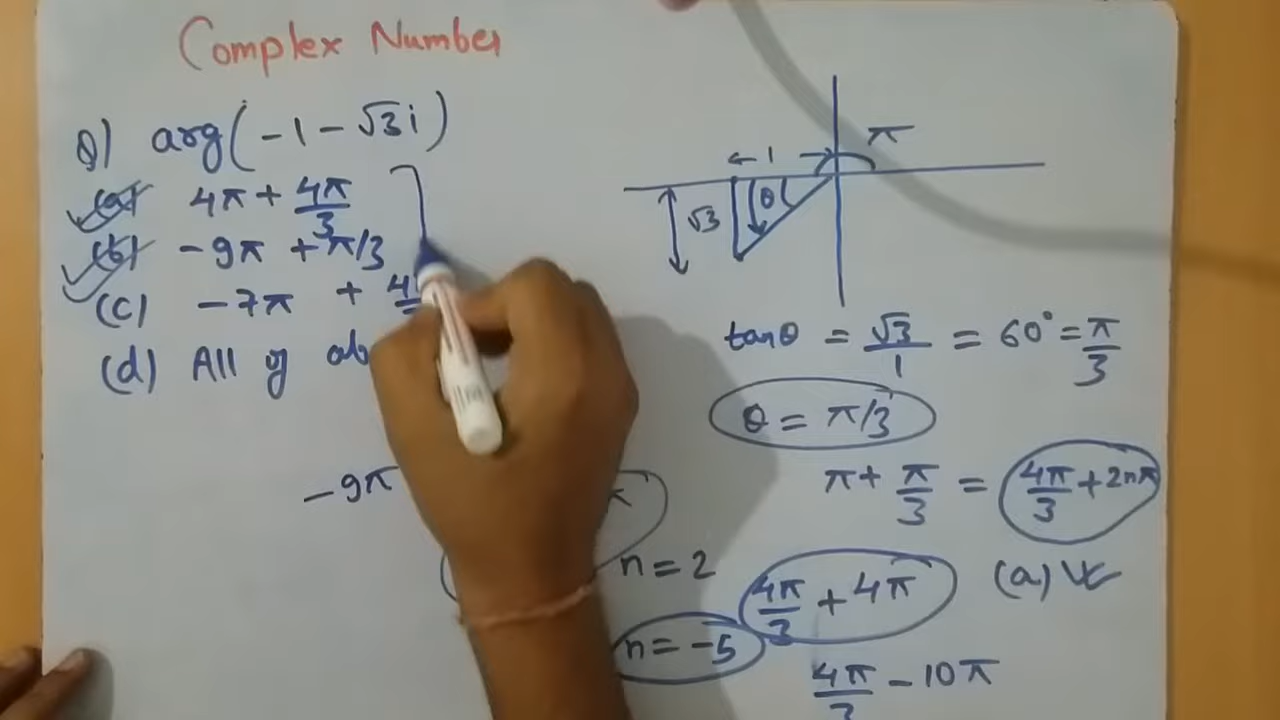 Complex Number
Q) arg(-1-√3i)
(a) 4π + 4π/3
(b) -9π + π/3
(c) -7π +
(d) All of
-9π
π
1
√3
θ
tanθ = √3/1 = 60° = π/3
θ = π/3
π + π/3 = 4π/3 + 2nπ
n = 2
4π/3 + 4π
(a)
n = -5
4π/3 - 10π